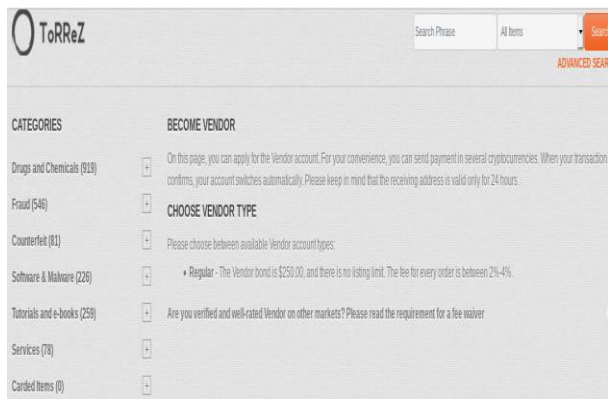 ToRReZ
Search Phrase
All Items
Search
ADVANCED SEAR
CATEGORIES
Drugs and Chemicals (919)
+
Fraud (546)
+
Counterfeit (81)
+
Software & Malware (226)
+
Tutorials and e-books (259)
+
Services (78)
+
Carded Items (0)
+
BECOME VENDOR
On this page, you can apply for the Vendor account. For your convenience, you can send payment in several cryptocurrencies. When your transaction
confirms, your account switches automatically. Please keep in mind that the receiving address is valid only for 24 hours.
CHOOSE VENDOR TYPE
Please choose between available Vendor account types:
• Regular - The Vendor bond is $250.00, and there is no listing limit. The fee for every order is between 2%-4%.
Are you verified and well-rated Vendor on other markets? Please read the requirement for a fee waiver